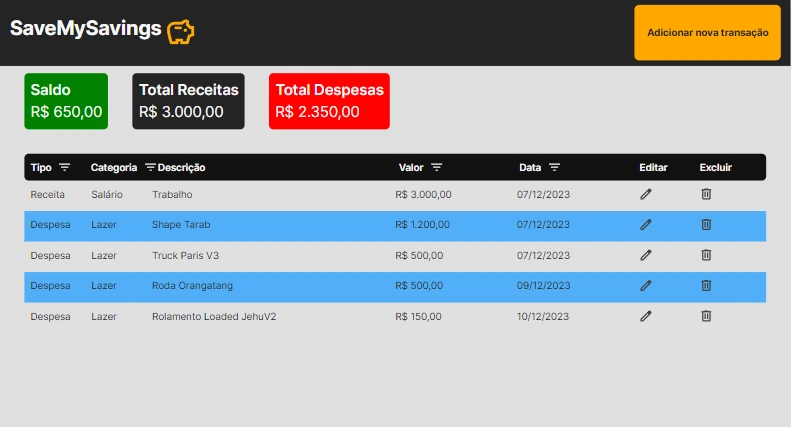 SaveMySavings
Adicionar nova transação
Saldo
R$ 650,00
Total Receitas
R$ 3.000,00
Total Despesas
R$ 2.350,00
Tipo Categoria Descrição Valor Data Editar Excluir
Receita Salário Trabalho R$ 3.000,00 07/12/2023
Despesa Lazer Shape Tarab R$ 1.200,00 07/12/2023
Despesa Lazer Truck Paris V3 R$ 500,00 07/12/2023
Despesa Lazer Roda Orangatang R$ 500,00 09/12/2023
Despesa Lazer Rolamento Loaded JehuV2 R$ 150,00 10/12/2023